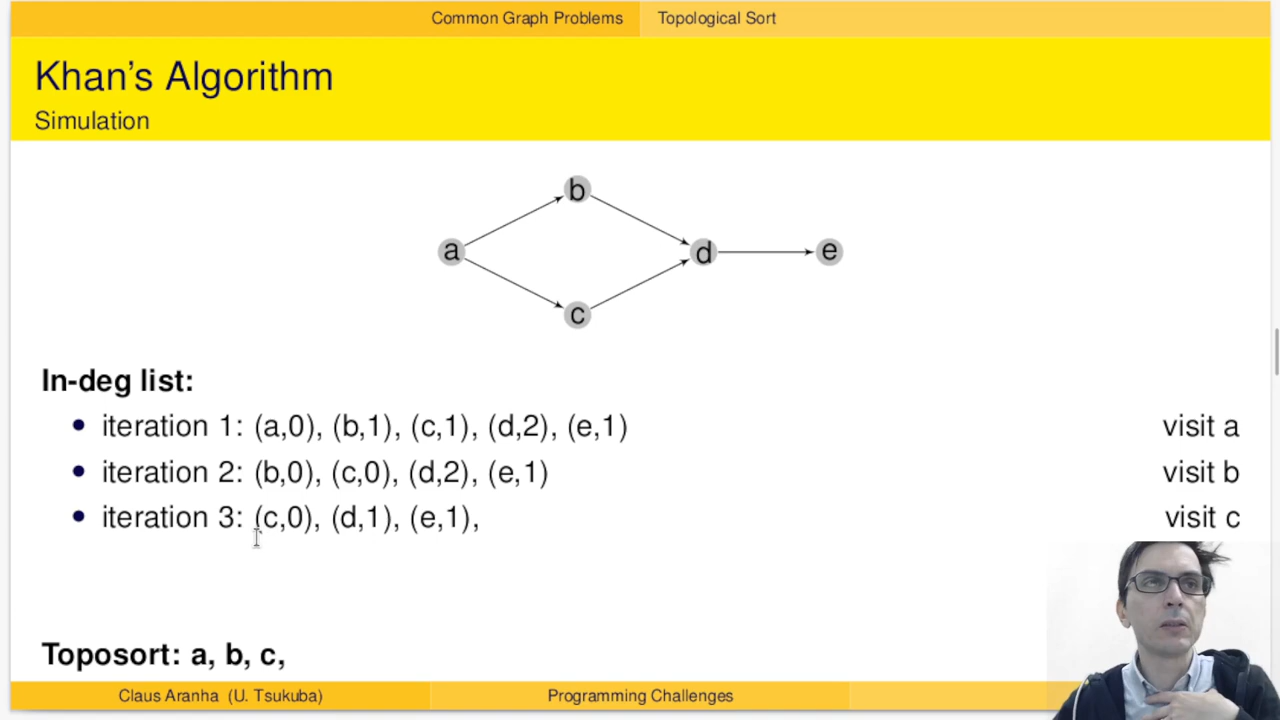 Common Graph Problems Topological Sort
Khan's Algorithm
Simulation
b
a d e
c
In-deg list:
• iteration 1: (a,0), (b,1), (c,1), (d,2), (e,1) visit a
• iteration 2: (b,0), (c,0), (d,2), (e,1) visit b
• iteration 3: (c,0), (d,1), (e,1), visit c
Toposort: a, b, c,
Claus Aranha (U. Tsukuba) Programming Challenges